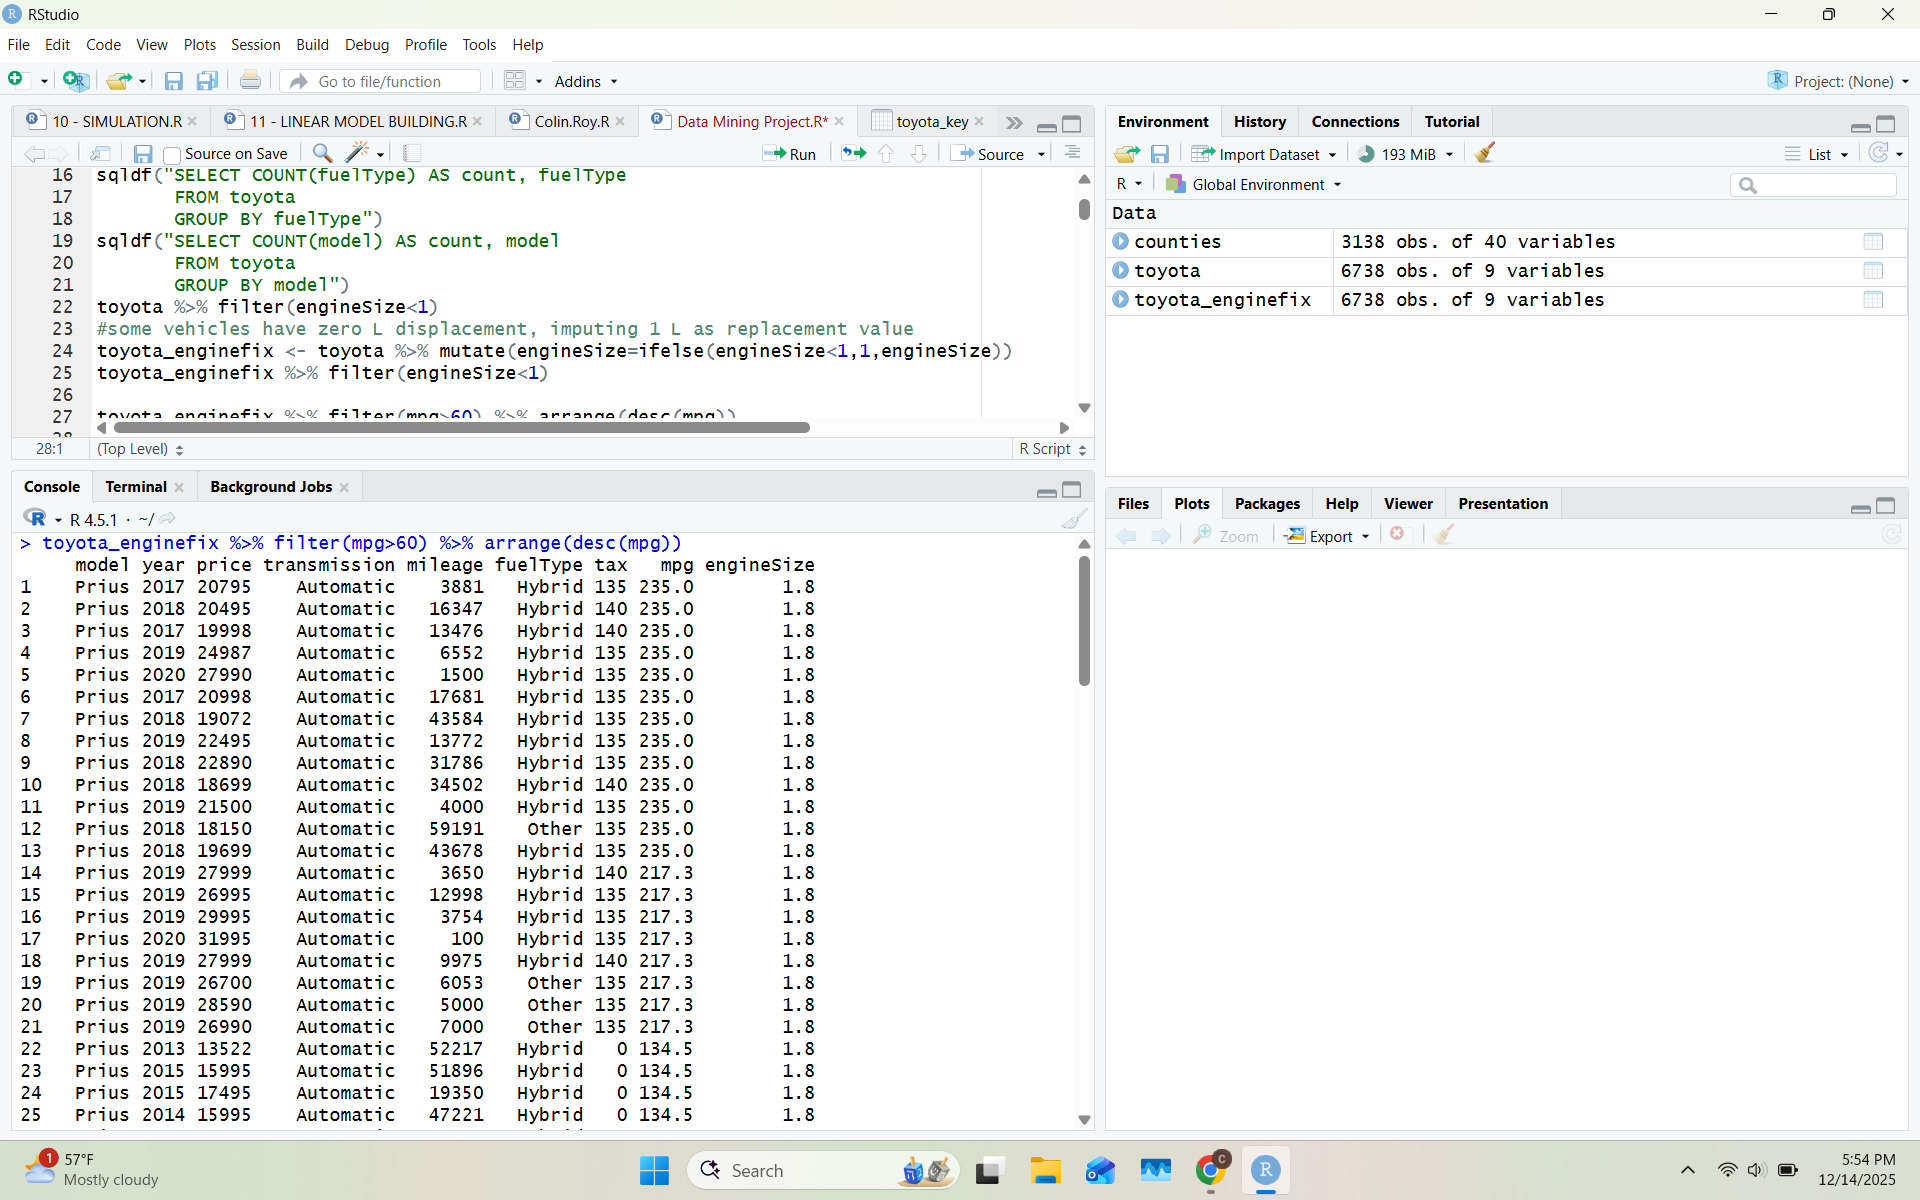 RStudio
File Edit Code View Plots Session Build Debug Profile Tools Help
Go to file/function Addins Project: (None)
10 - SIMULATION.R 11 - LINEAR MODEL BUILDING.R Colin.Roy.R Data Mining Project.R* toyota_key
Source on Save Run Source
16 sqldf("SELECT COUNT(fuelType) AS count, fuelType
17 FROM toyota
18 GROUP BY fuelType")
19 sqldf("SELECT COUNT(model) AS count, model
20 FROM toyota
21 GROUP BY model")
22 toyota %>% filter(engineSize<1)
23 #some vehicles have zero L displacement, imputing 1 L as replacement value
24 toyota_enginefix <- toyota %>% mutate(engineSize=ifelse(engineSize<1,1,engineSize))
25 toyota_enginefix %>% filter(engineSize<1)
26
27 toyota_enginefix %>% filter(mpg>60) %>% arrange(desc(mpg))
28
28:1 (Top Level) R Script
Console Terminal Background Jobs
R 4.5.1 · ~/
> toyota_enginefix %>% filter(mpg>60) %>% arrange(desc(mpg))
model year price transmission mileage fuelType tax mpg engineSize
1 Prius 2017 20795 Automatic 3881 Hybrid 135 235.0 1.8
2 Prius 2018 20495 Automatic 16347 Hybrid 140 235.0 1.8
3 Prius 2017 19998 Automatic 13476 Hybrid 140 235.0 1.8
4 Prius 2019 24987 Automatic 6552 Hybrid 135 235.0 1.8
5 Prius 2020 27990 Automatic 1500 Hybrid 135 235.0 1.8
6 Prius 2017 20998 Automatic 17681 Hybrid 135 235.0 1.8
7 Prius 2018 19072 Automatic 43584 Hybrid 135 235.0 1.8
8 Prius 2019 22495 Automatic 13772 Hybrid 135 235.0 1.8
9 Prius 2018 22890 Automatic 31786 Hybrid 135 235.0 1.8
10 Prius 2018 18699 Automatic 34502 Hybrid 140 235.0 1.8
11 Prius 2019 21500 Automatic 4000 Hybrid 135 235.0 1.8
12 Prius 2018 18150 Automatic 59191 Other 135 235.0 1.8
13 Prius 2018 19699 Automatic 43678 Hybrid 135 235.0 1.8
14 Prius 2019 27999 Automatic 3650 Hybrid 140 217.3 1.8
15 Prius 2019 26995 Automatic 12998 Hybrid 135 217.3 1.8
16 Prius 2019 29995 Automatic 3754 Hybrid 135 217.3 1.8
17 Prius 2020 31995 Automatic 100 Hybrid 135 217.3 1.8
18 Prius 2019 27999 Automatic 9975 Hybrid 140 217.3 1.8
19 Prius 2019 26700 Automatic 6053 Other 135 217.3 1.8
20 Prius 2019 28590 Automatic 5000 Other 135 217.3 1.8
21 Prius 2019 26990 Automatic 7000 Other 135 217.3 1.8
22 Prius 2013 13522 Automatic 52217 Hybrid 0 134.5 1.8
23 Prius 2015 15995 Automatic 51896 Hybrid 0 134.5 1.8
24 Prius 2015 17495 Automatic 19350 Hybrid 0 134.5 1.8
25 Prius 2014 15995 Automatic 47221 Hybrid 0 134.5 1.8
Environment History Connections Tutorial
Import Dataset 193 MiB List
R Global Environment
Data
counties 3138 obs. of 40 variables
toyota 6738 obs. of 9 variables
toyota_enginefix 6738 obs. of 9 variables
Files Plots Packages Help Viewer Presentation
Zoom Export
1 57°F
Mostly cloudy
Search
C
5:54 PM
12/14/2025